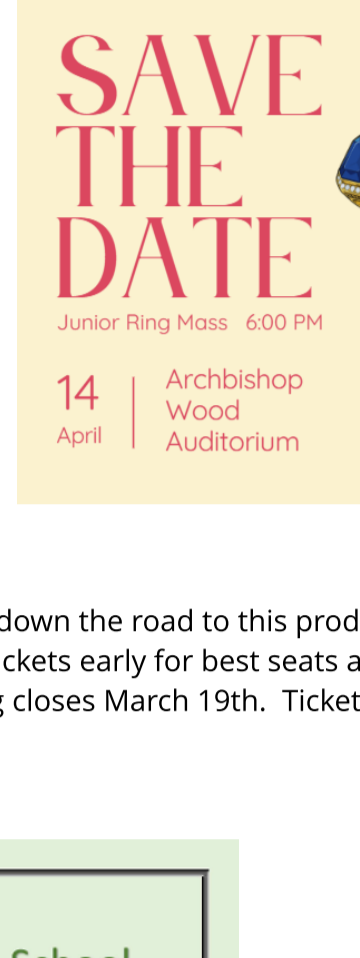 SAVE
THE
DATE
Junior Ring Mass 6:00 PM
14
April
Archbishop
Wood
Auditorium
down the road to this prod
ckets early for best seats a
g closes March 19th. Ticket
School